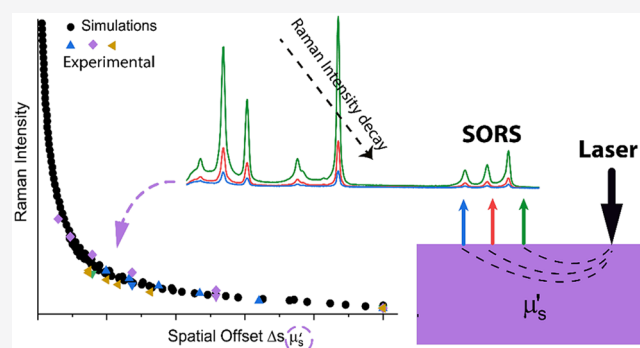 Simulations
Experimental
Raman Intensity
Raman Intensity decay
SORS
Laser
μ's
Spatial Offset Δs μ's